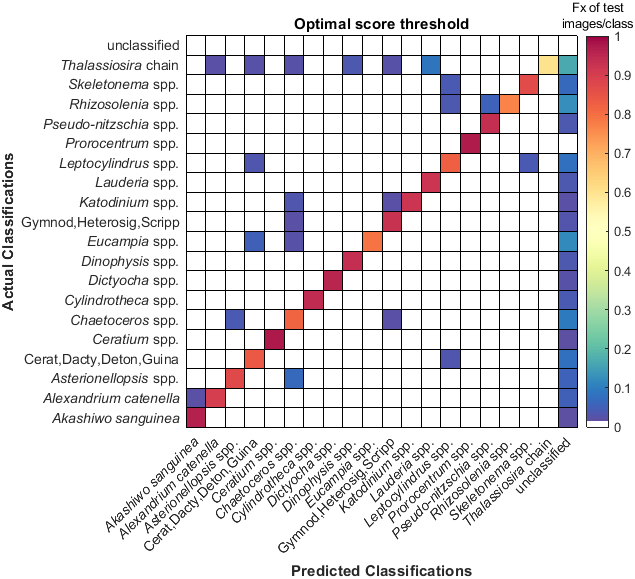 Optimal score threshold
Fx of test
images/class
unclassified
Thalassiosira chain
Skeletonema spp.
Rhizosolenia spp.
Pseudo-nitzschia spp.
Prorocentrum spp.
Leptocylindrus spp.
Lauderia spp.
Katodinium spp.
Gymnod,Heterosig,Scripp
Eucampia spp.
Dinophysis spp.
Dictyocha spp.
Cylindrotheca spp.
Chaetoceros spp.
Ceratium spp.
Cerat,Dacty,Deton,Guina
Asterionellopsis spp.
Alexandrium catenella
Akashiwo sanguinea
Actual Classifications
1
0.9
0.8
0.7
0.6
0.5
0.4
0.3
0.2
0.1
0
Akashiwo sanguinea
Alexandrium catenella
Asterionellopsis spp.
Cerat,Dacty,Deton,Guina
Ceratium spp.
Chaetoceros spp.
Cylindrotheca spp.
Dictyocha spp.
Dinophysis spp.
Eucampia spp.
Gymnod,Heterosig,Scripp
Katodinium spp.
Lauderia spp.
Leptocylindrus spp.
Prorocentrum spp.
Pseudo-nitzschia spp.
Rhizosolenia spp.
Skeletonema spp.
Thalassiosira chain
unclassified
Predicted Classifications